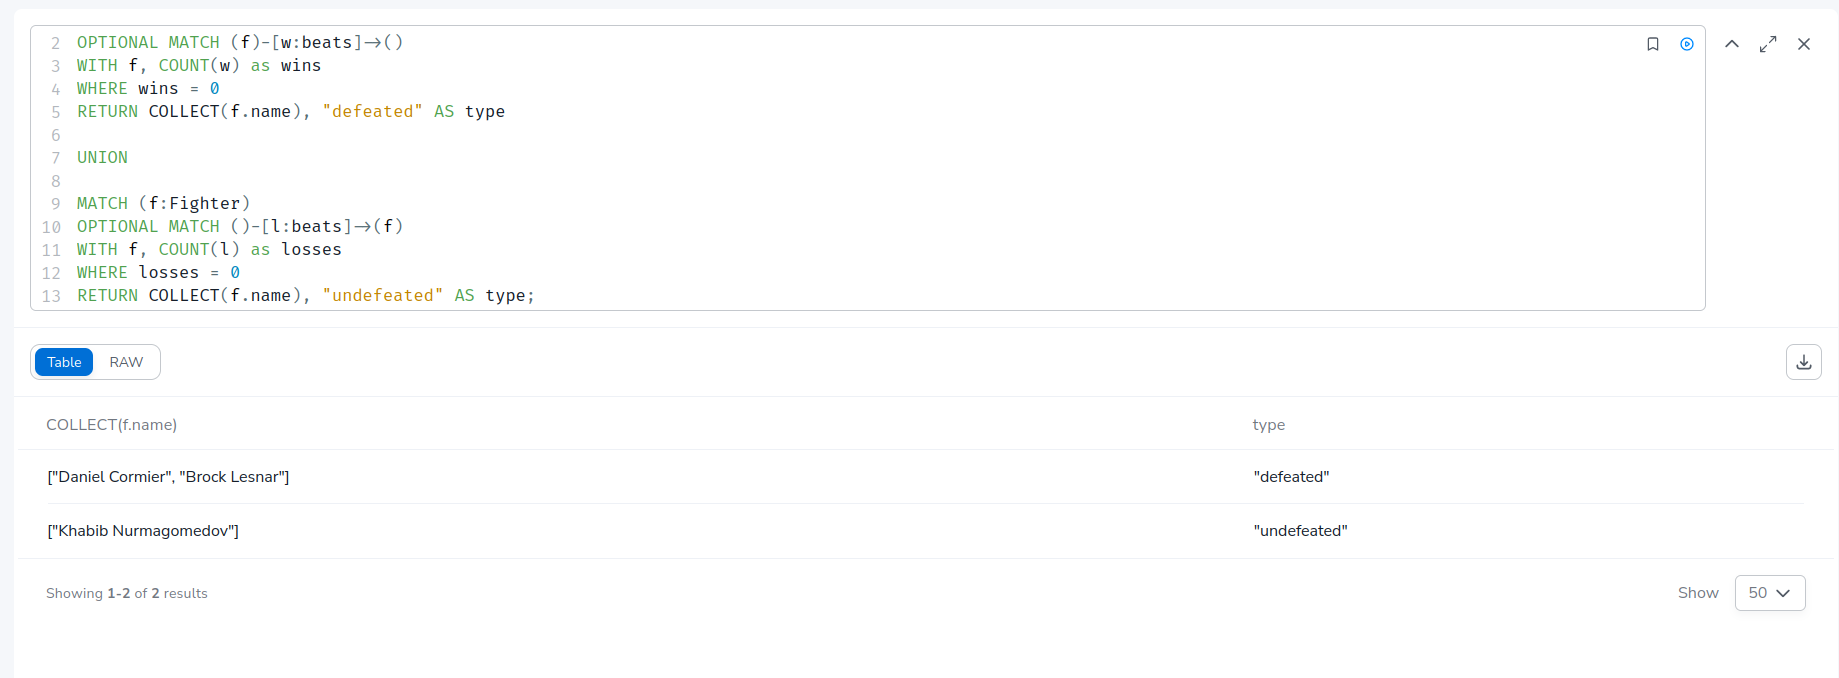 2 OPTIONAL MATCH (f)-[w:beats]->()
3 WITH f, COUNT(w) as wins
4 WHERE wins = 0
5 RETURN COLLECT(f.name), "defeated" AS type
6
7 UNION
8
9 MATCH (f:Fighter)
10 OPTIONAL MATCH ()-[l:beats]->(f)
11 WITH f, COUNT(l) as losses
12 WHERE losses = 0
13 RETURN COLLECT(f.name), "undefeated" AS type;
Table RAW
COLLECT(f.name) type
["Daniel Cormier", "Brock Lesnar"] "defeated"
["Khabib Nurmagomedov"] "undefeated"
Showing 1-2 of 2 results Show 50